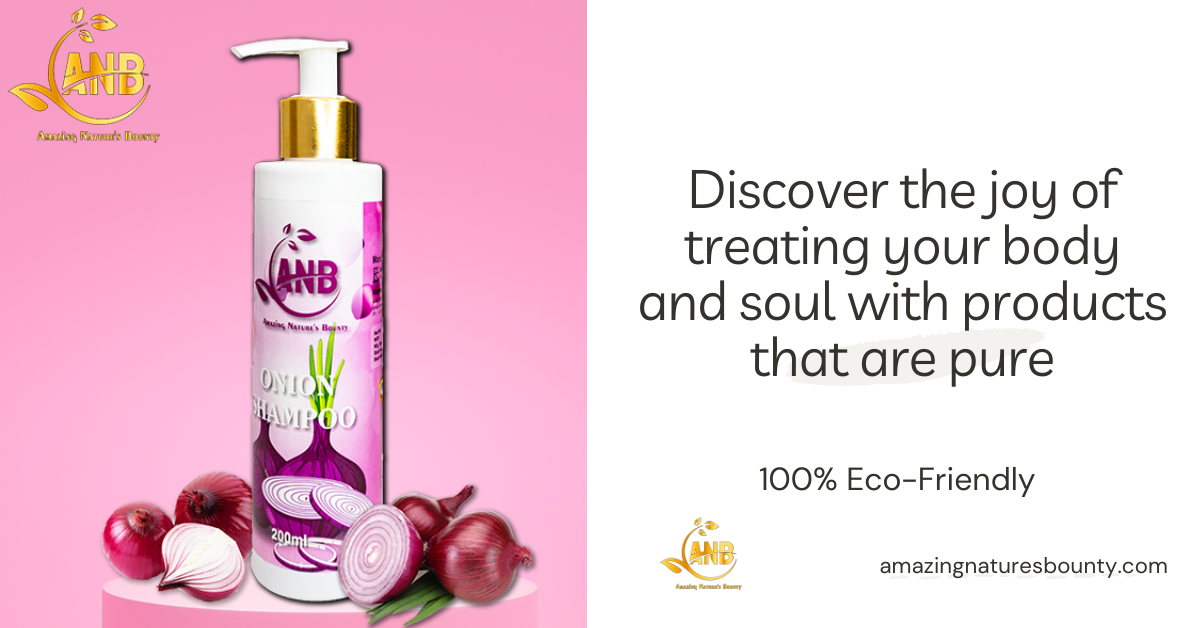 ANB
Amazing Nature's Bounty
ANB
Amazing Nature's Bounty
ONION
SHAMPOO
200ml
Discover the joy of
treating your body
and soul with products
that are pure
100% Eco-Friendly
ANB
Amazing Nature's Bounty
amazingnaturesbounty.com